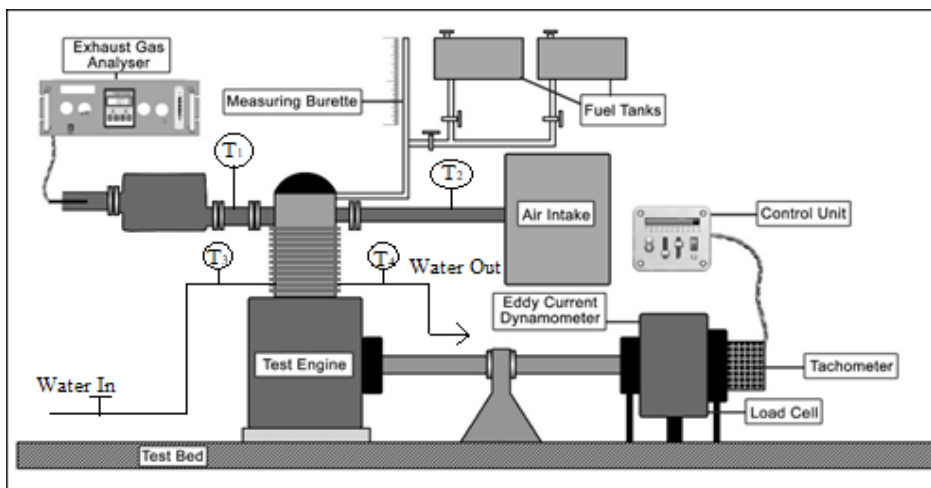 Exhaust Gas
Analyser
Measuring Burette
Fuel Tanks
T1
T2
Air Intake
Control Unit
T3
T4
Water Out
Eddy Current
Dynamometer
Test Engine
Tachometer
Water In
Load Cell
Test Bed